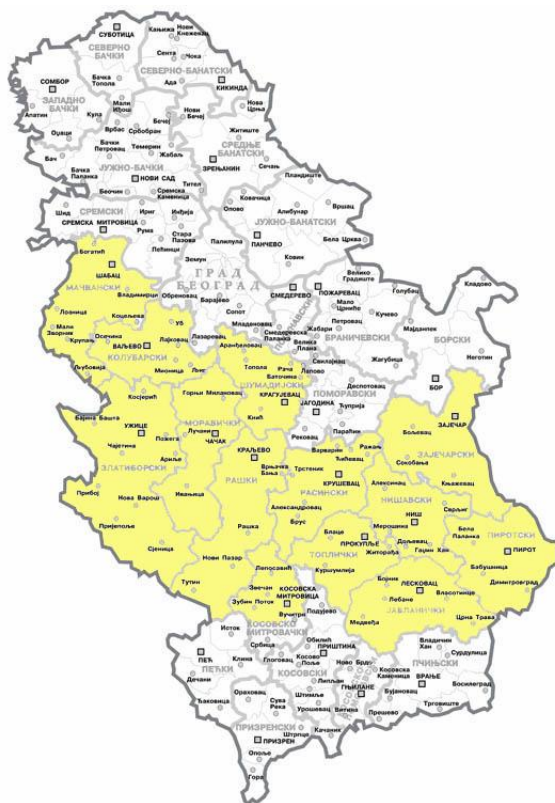 СУБОТИЦА
Кањижа
Нови
Кнежевац
СЕВЕРНО
БАЧКИ
Сента
Чока
СЕВЕРНО-БАНАТСКИ
СОМБОР
Бачка
Топола
Ада
КИКИНДА
ЗАПАДНО
БАЧКИ
Апатин
Кула
Мали
Иђош
Бечеј
Нови
Бечеј
Нова
Црња
Оџаци
Врбас
Србобран
Житиште
СРЕДЊЕ
БАНАТСКИ
Бач
Бачки
Петровац
Темерин
Жабаљ
ЈУЖНО-БАЧКИ
ЗРЕЊАНИН
Сечањ
Бачка
Паланка
НОВИ САД
Тител
Пландиште
Беочин
Сремска
Каменица
Ковачица
Вршац
СРЕМСКИ
Опово
Алибунар
Шид
Ириг
Инђија
ЈУЖНО-БАНАТСКИ
СРЕМСКА МИТРОВИЦА
Рума
Стара
Пазова
Палилула
ПАНЧЕВО
Бела Црква
Пећинци
Земун
Ковин
Богатић
ГРАД
БЕОГРАД
Велико
Градиште
ШАБАЦ
МАЧВАНСКИ
Владимирци
Обреновац
Барајево
СМЕДЕРЕВО
ПОЖАРЕВАЦ
Голубац
Кладово
Сопот
Мало
Црниће
Лозница
Коцељева
Уб
Младеновац
Кучево
Мали
Зворник
Осечина
Лајковац
Лазаревац
Смедеревска
Паланка
Жабари
Петровац
Мајданпек
Крупањ
ВАЉЕВО
Аранђеловац
Велика
Плана
БРАНИЧЕВСКИ
БОРСКИ
КОЛУБАРСКИ
Топола
Рача
Свилајнац
Жагубица
Неготин
Љубовија
Мионица
Љиг
Баточина
Лапово
ШУМАДИЈСКИ
Деспотовац
БОР
Косјерић
Горњи Милановац
КРАГУЈЕВАЦ
ПОМОРАВСКИ
Бајина Башта
ЈАГОДИНА
Ћуприја
ЗАЈЕЧАР
УЖИЦЕ
МОРАВИЧКИ
Кнић
Параћин
Бољевац
Пожега
Лучани
ЧАЧАК
Рековац
ЗАЈЕЧАРСКИ
Чајетина
Ариље
КРАЉЕВО
Варварин
Ћићевац
Ражањ
Сокобања
ЗЛАТИБОРСКИ
РАШКИ
Врњачка
Бања
Трстеник
КРУШЕВАЦ
Алексинац
Књажевац
Прибој
Нова Варош
Ивањица
РАСИНСКИ
НИШАВСКИ
Александровац
Сврљиг
Пријепоље
Рашка
Брус
Блаце
Мерошина
НИШ
Бела
Паланка
ПИРОТСКИ
ПРОКУПЉЕ
Дољевац
ПИРОТ
Сјеница
Нови Пазар
ТОПЛИЧКИ
Житорађа
Гаџин Хан
Лепосавић
Куршумлија
Бабушница
Тутин
Звечан
Бојник
ЛЕСКОВАЦ
Димитровград
Зубин Поток
КОСОВСКА
МИТРОВИЦА
Лебане
Власотинце
Вучитрн
Подујево
Медвеђа
ЈАБЛАНИЧКИ
Црна Трава
КОСОВСКО
МИТРОВАЧКИ
Исток
Србица
Обилић
ПРИШТИНА
Владичин
Хан
Сурдулица
ПЕЋ
Клина
Глоговац
Косово
Поље
Ново Брдо
ПЧИЊСКИ
ПЕЋКИ
КОСОВСКИ
Липљан
Косовска
Каменица
ВРАЊЕ
Дечани
ГЊИЛАНЕ
Бујановац
Босилеград
Ораховац
Сува
Река
Штимље
Ђаковица
Урошевац
Витина
Прешево
Трговиште
ПРИЗРЕНСКИ
Штрпце
Качаник
ПРИЗРЕН
Опоље
Гора